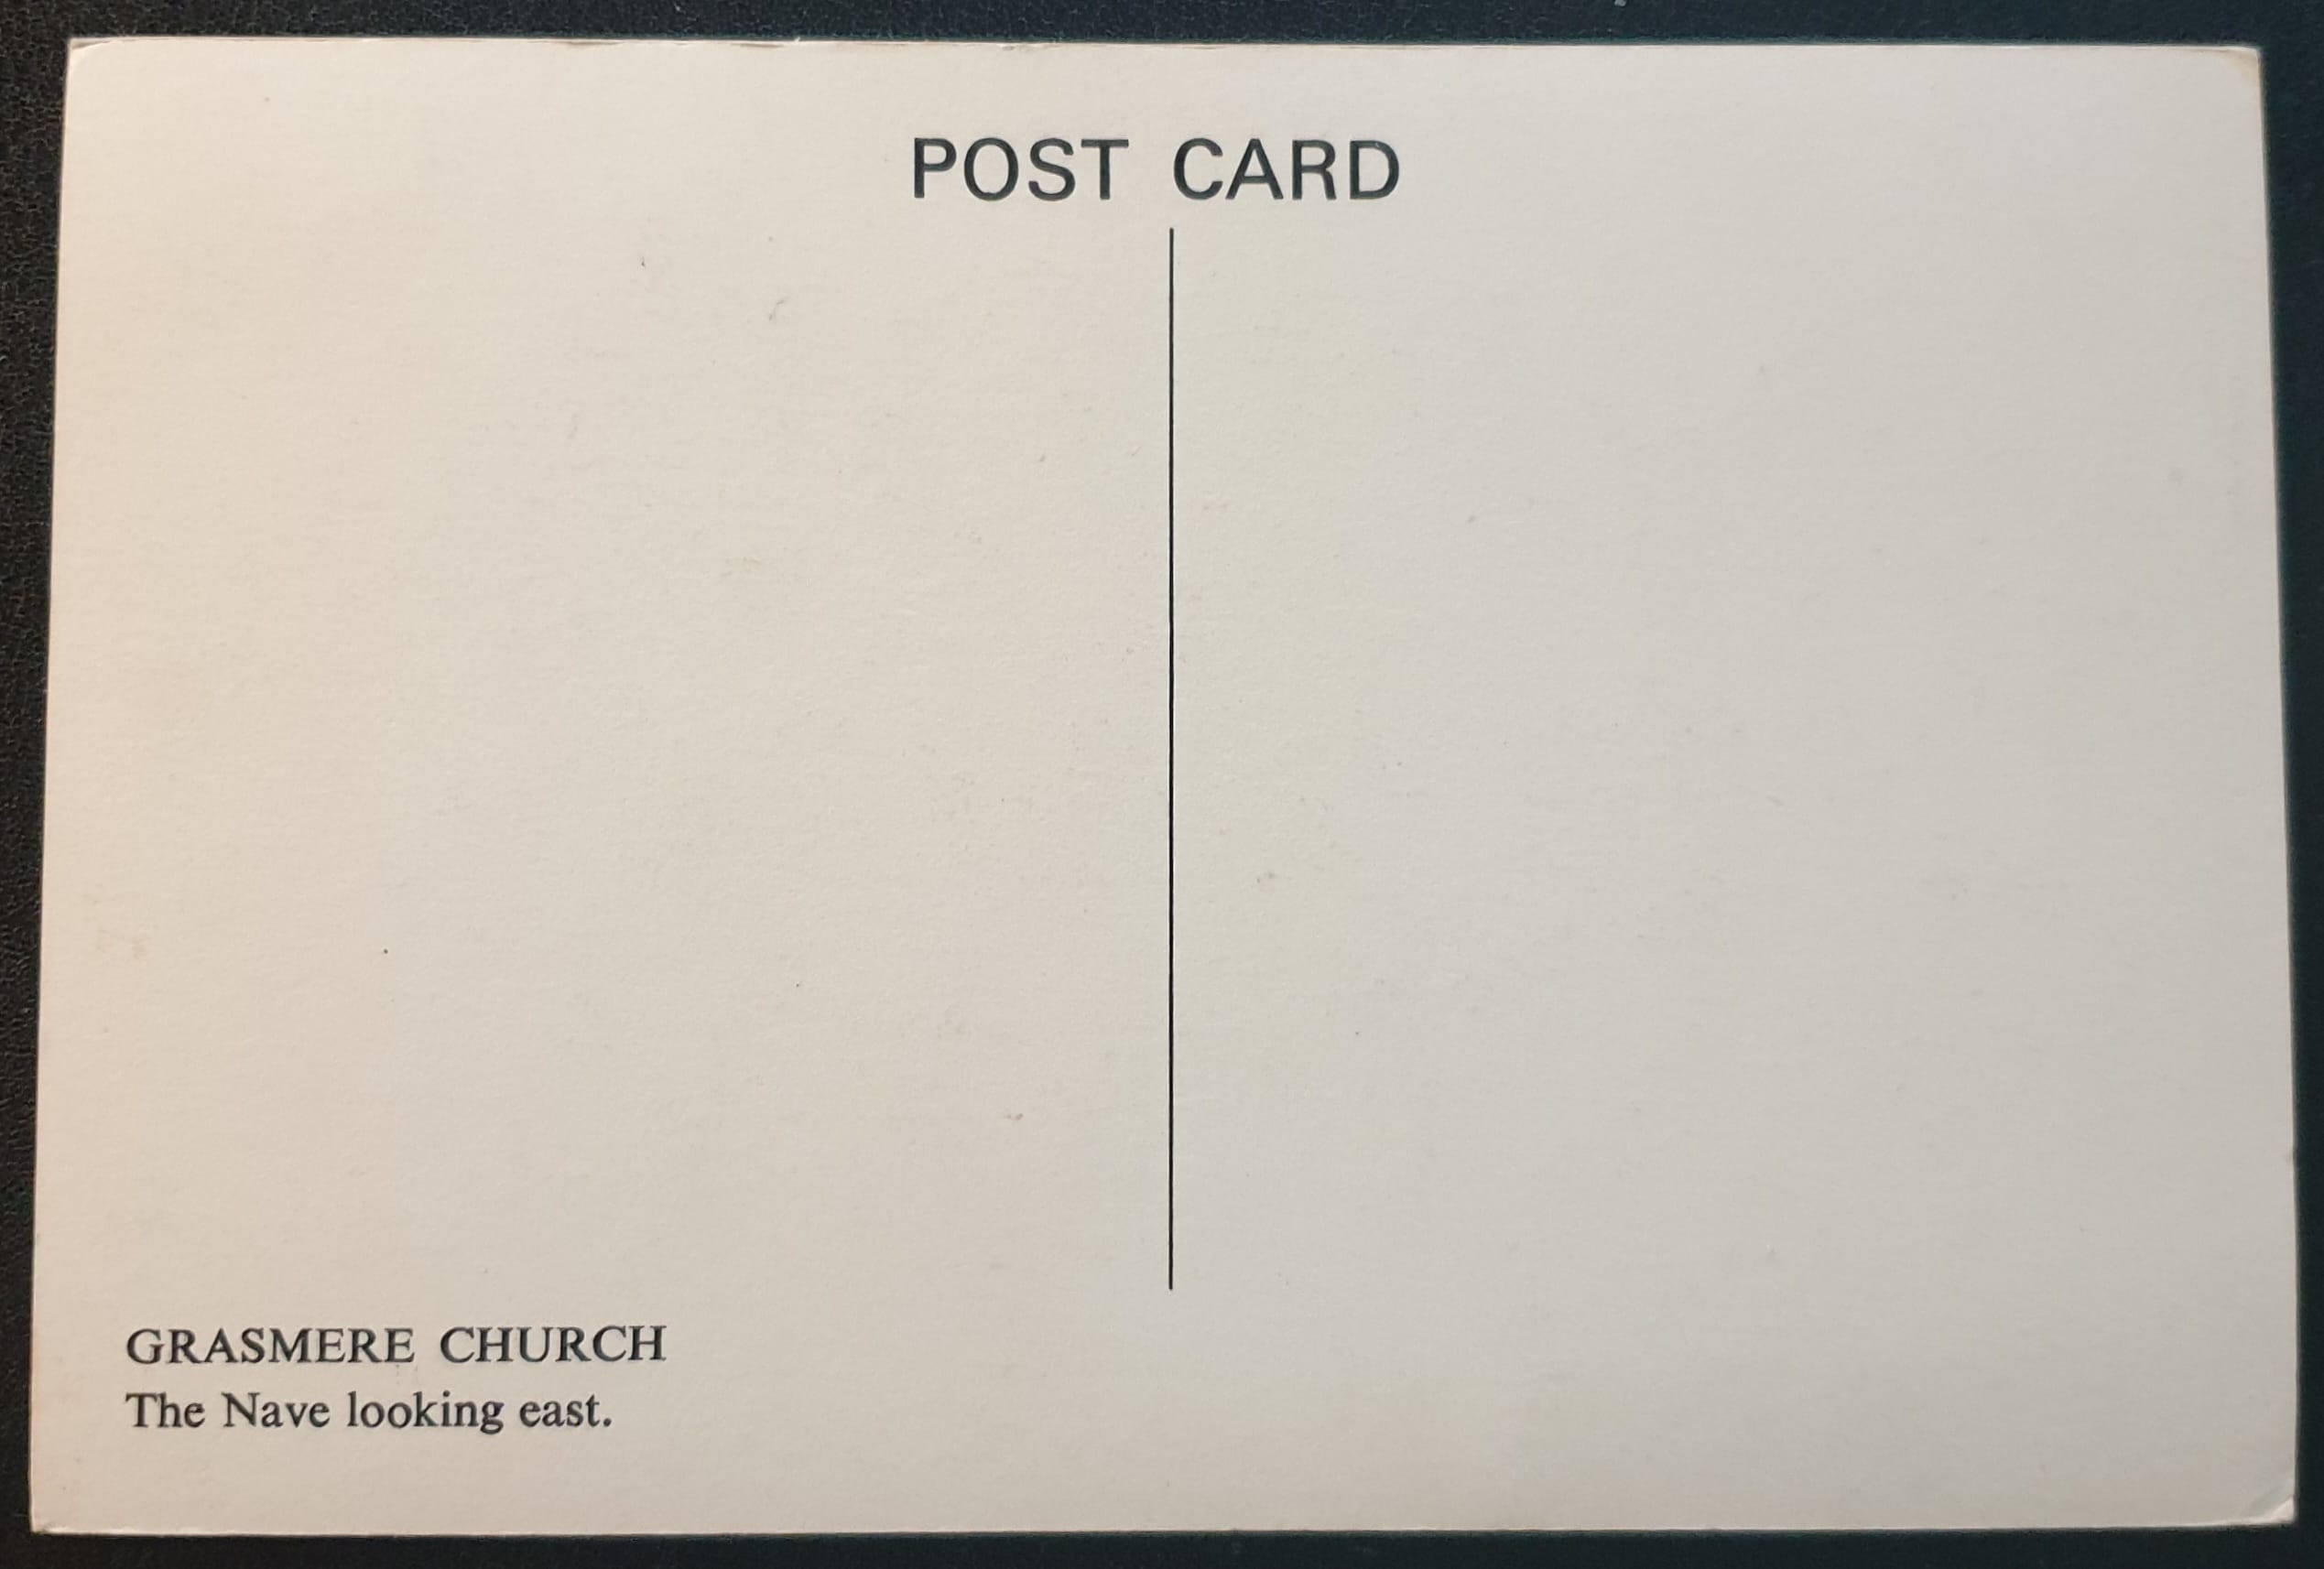 POST CARD
GRASMERE CHURCH
The Nave looking east.